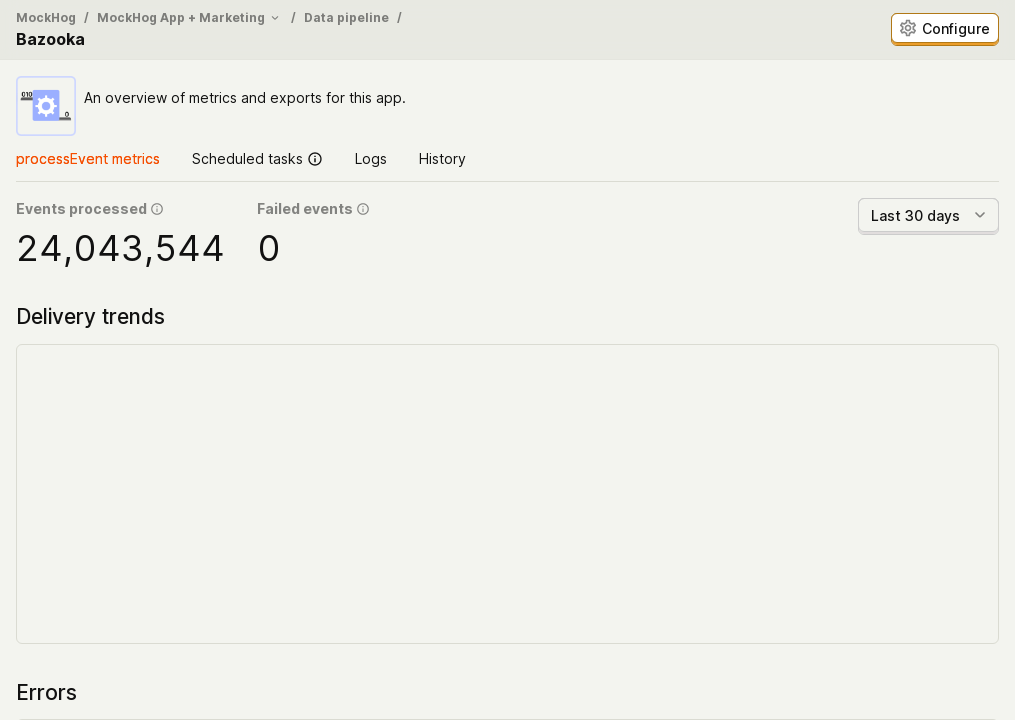 MockHog / MockHog App + Marketing / Data pipeline /
Bazooka
Configure
010
0
An overview of metrics and exports for this app.
processEvent metrics Scheduled tasks Logs History
Events processed Failed events
Last 30 days
24,043,544 0
Delivery trends
Errors